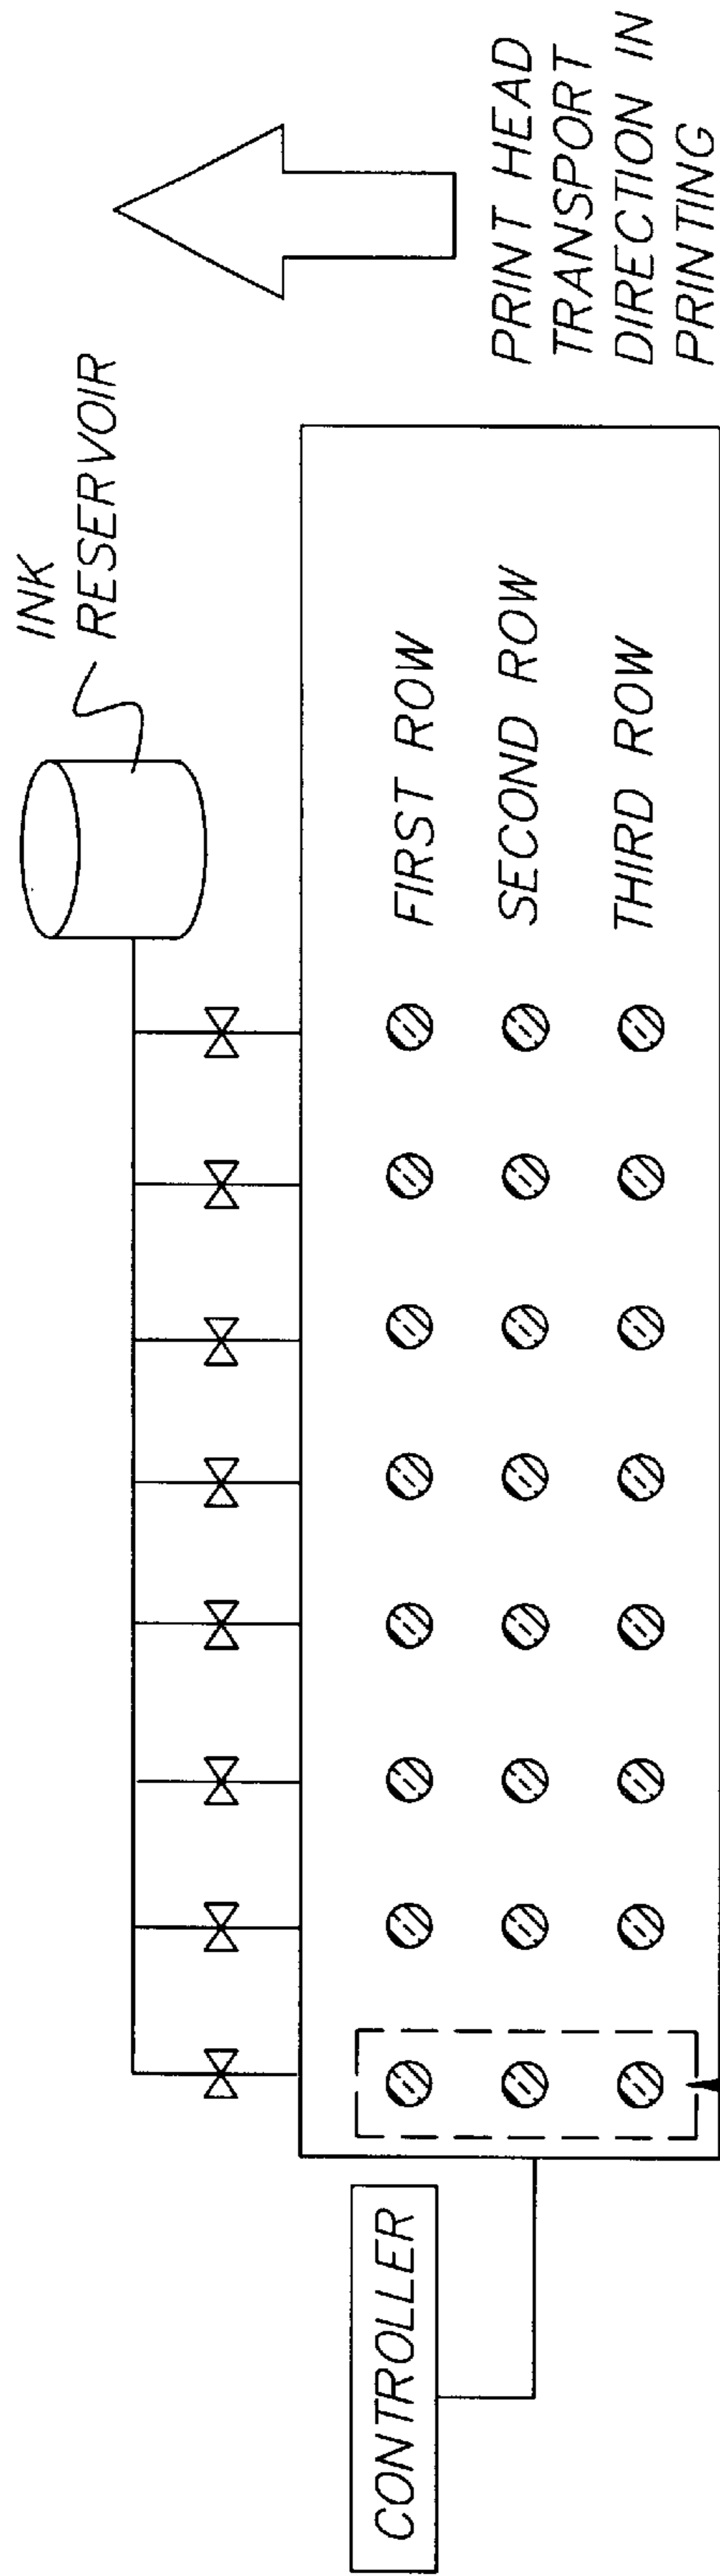 INK
RESERVOIR
PRINT HEAD
TRANSPORT
DIRECTION IN
PRINTING
FIRST ROW
SECOND ROW
THIRD ROW
CONTROLLER